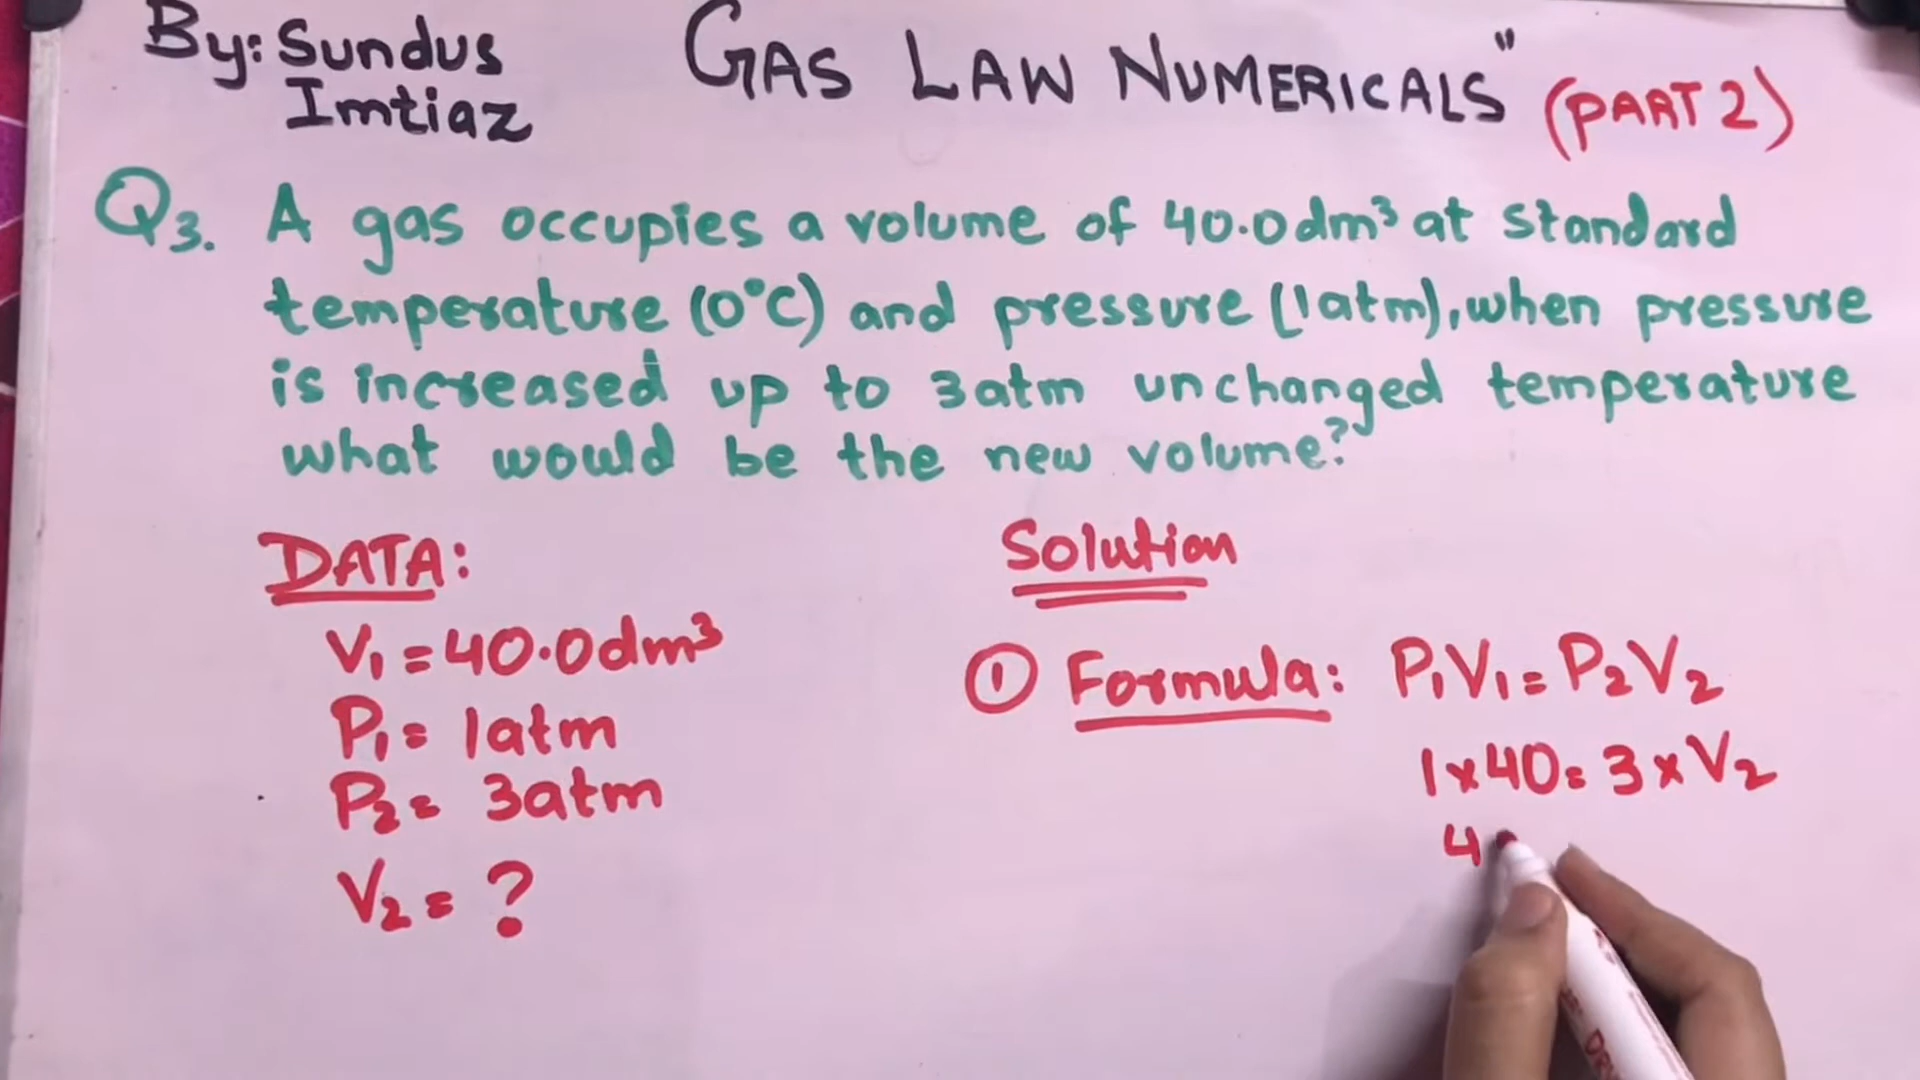 By: Sundus
Imtiaz
GAS LAW NUMERICALS" (PART 2)
Q3. A gas occupies a volume of 40.0dm³ at standard
temperature (0°C) and pressure (1atm), when pressure
is increased up to 3atm unchanged temperature
what would be the new volume?
DATA:
V₁ = 40.0dm³
P₁ = 1atm
P₂ = 3atm
V₂ = ?
Solution
① Formula: P₁V₁ = P₂V₂
1 x 40 = 3 x V₂
4